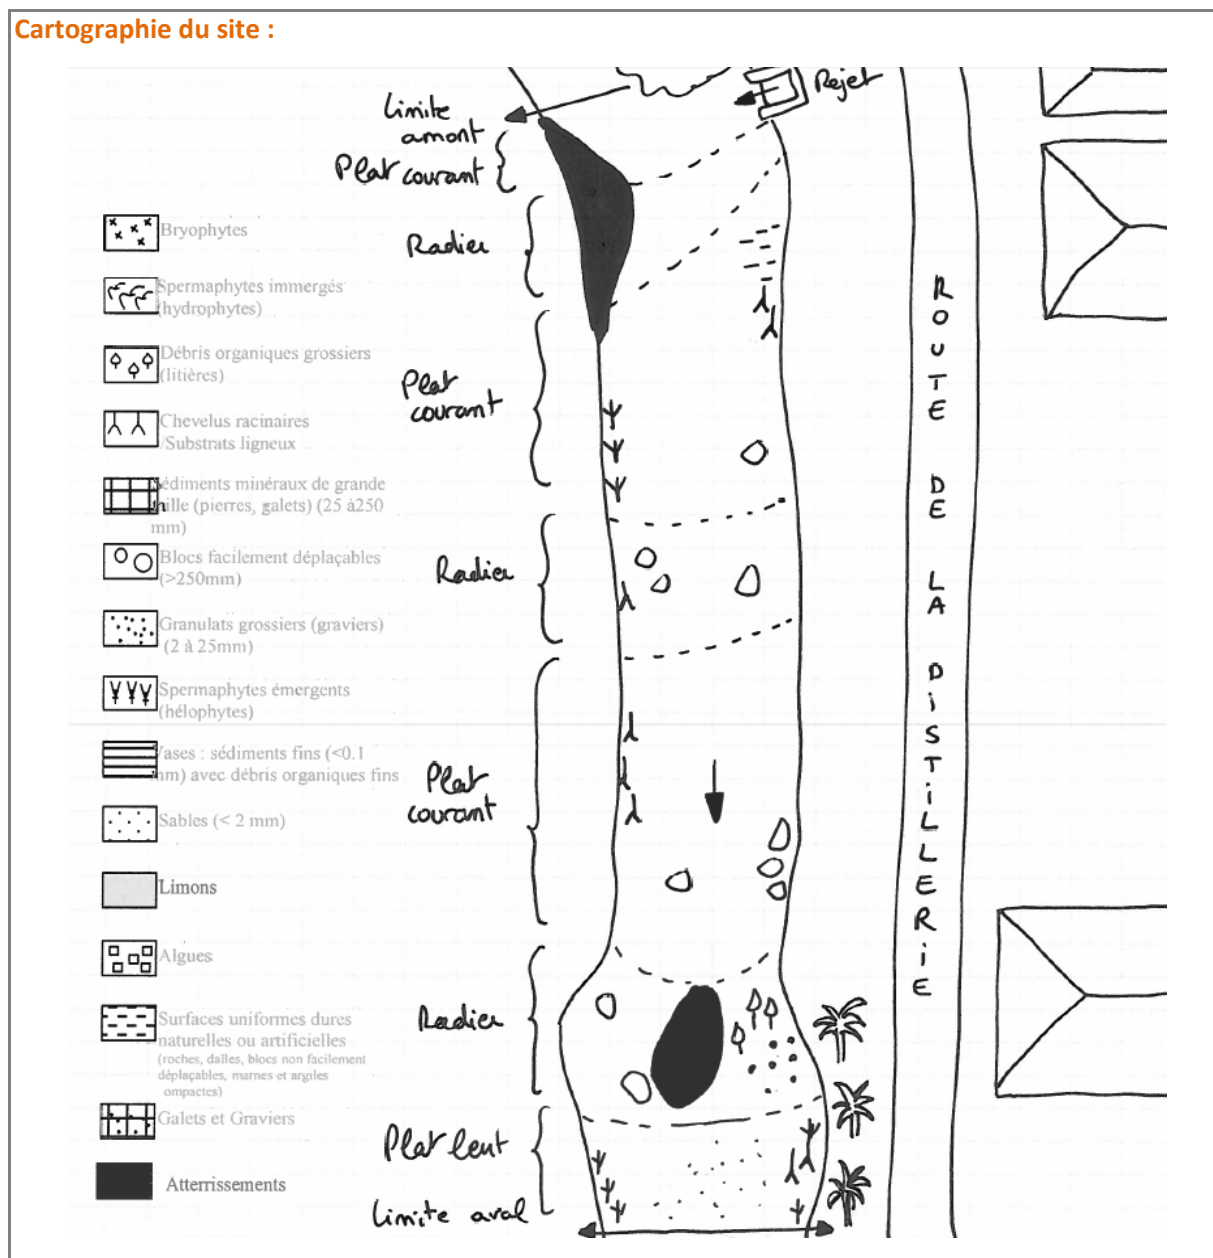 Cartographie du site :
Rejet
Limite
amont
Plat courant
Radier
Plat
courant
Radier
Plat
courant
Radier
Plat lent
Limite aval
Bryophytes
Spermaphytes immergés
(hydrophytes)
Débris organiques grossiers
(litières)
Chevelus racinaires
/Substrats ligneux
Sédiments minéraux de grande
taille (pierres, galets) (25 à250
mm)
Blocs facilement déplaçables
(>250mm)
Granulats grossiers (graviers)
(2 à 25mm)
Spermaphytes émergents
(hélophytes)
Vases : sédiments fins (<0.1
mm) avec débris organiques fins
Sables (< 2 mm)
Limons
Algues
Surfaces uniformes dures
naturelles ou artificielles
(roches, dalles, blocs non facilement
déplaçables, marnes et argiles
ompactes)
Galets et Graviers
Atterrissements
ROUTE DE LA DiSTiLLERiE